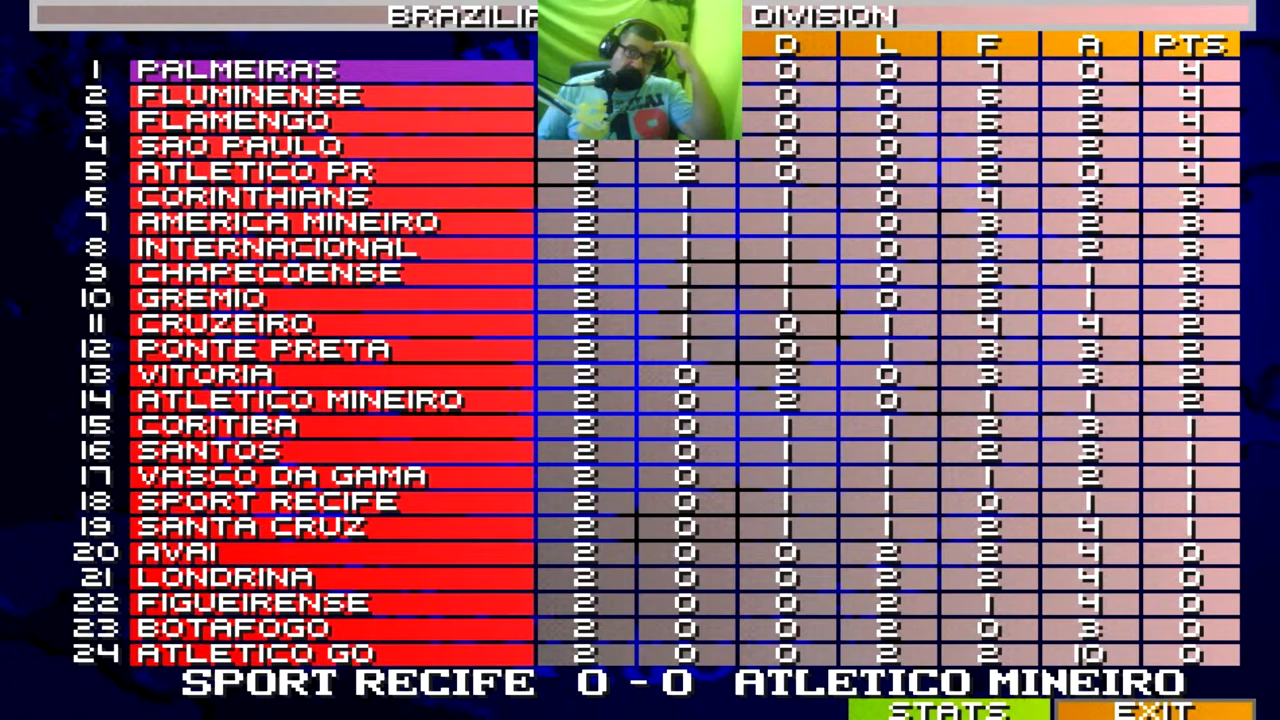 BRAZILIA DIVISION
D L F A PTS
1 PALMEIRAS 0 0 7 0 4
2 FLUMINENSE 0 0 5 2 4
3 FLAMENGO 0 0 5 2 4
4 SAO PAULO 2 2 0 0 5 2 4
5 ATLETICO PR 2 2 0 0 2 0 4
6 CORINTHIANS 2 1 1 0 4 3 3
7 AMERICA MINEIRO 2 1 1 0 3 2 3
8 INTERNACIONAL 2 1 1 0 3 2 3
9 CHAPECOENSE 2 1 1 0 2 1 3
10 GREMIO 2 1 1 0 2 1 3
11 CRUZEIRO 2 1 0 1 4 4 2
12 PONTE PRETA 2 1 0 1 3 3 2
13 VITORIA 2 0 2 0 3 3 2
14 ATLETICO MINEIRO 2 0 2 0 1 1 2
15 CORITIBA 2 0 1 1 2 3 1
16 SANTOS 2 0 1 1 2 3 1
17 VASCO DA GAMA 2 0 1 1 1 2 1
18 SPORT RECIFE 2 0 1 1 0 1 1
19 SANTA CRUZ 2 0 1 1 2 4 1
20 AVAI 2 0 0 2 2 4 0
21 LONDRINA 2 0 0 2 2 4 0
22 FIGUEIRENSE 2 0 0 2 1 4 0
23 BOTAFOGO 2 0 0 2 0 3 0
24 ATLETICO GO 2 0 0 2 2 10 0
SPORT RECIFE 0 - 0 ATLETICO MINEIRO
STATS EXIT